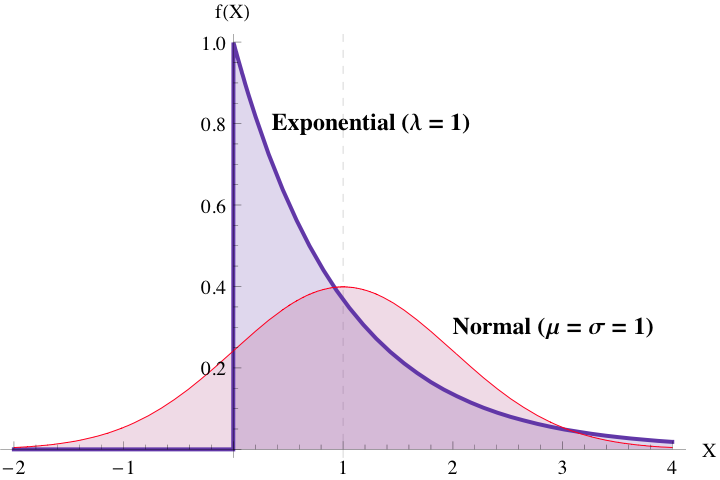 f(X)
1.0
0.8
Exponential (λ = 1)
0.6
0.4
Normal (μ = σ = 1)
0.2
−2 −1 1 2 3 4 X